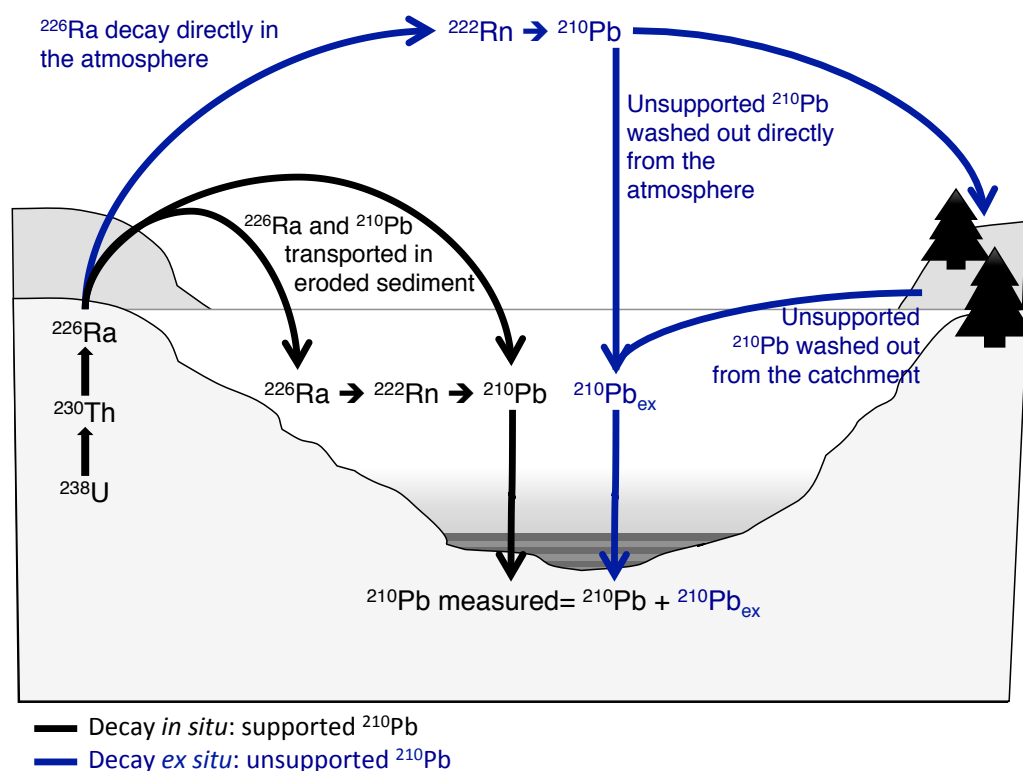 ²²⁶Ra decay directly in
the atmosphere
²²²Rn → ²¹⁰Pb
Unsupported ²¹⁰Pb
washed out directly
from the
atmosphere
²²⁶Ra and ²¹⁰Pb
transported in
eroded sediment
Unsupported
²¹⁰Pb washed out
from the catchment
²²⁶Ra
²³⁰Th
²³⁸U
²²⁶Ra → ²²²Rn → ²¹⁰Pb
²¹⁰Pbₑₓ
²¹⁰Pb measured= ²¹⁰Pb + ²¹⁰Pbₑₓ
Decay in situ: supported ²¹⁰Pb
Decay ex situ: unsupported ²¹⁰Pb